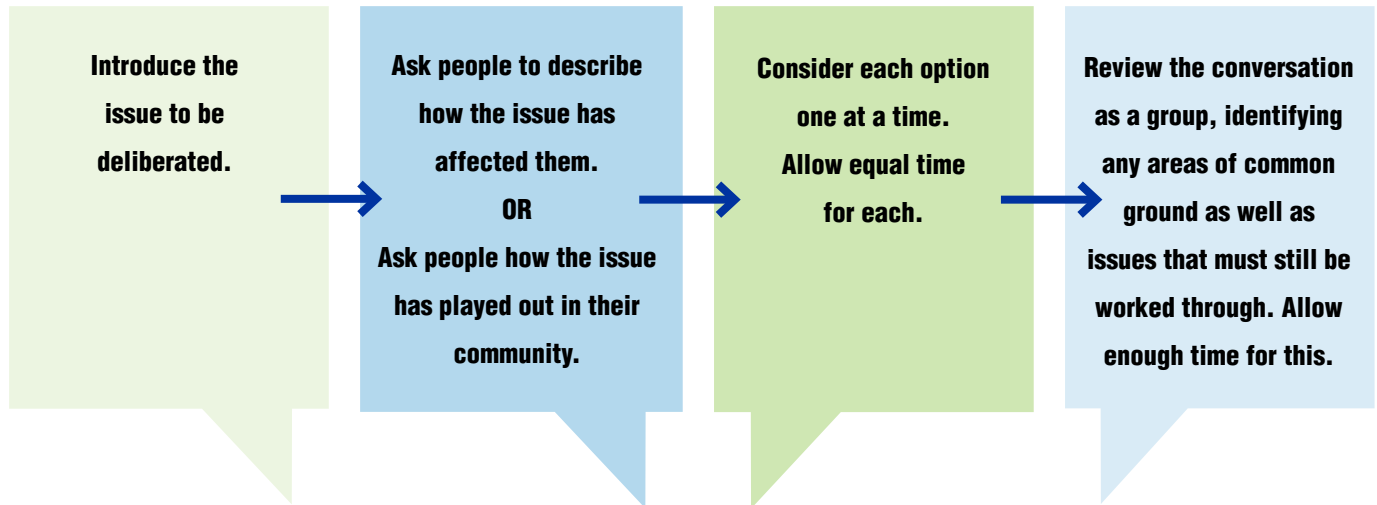 Introduce the
issue to be
deliberated.
Ask people to describe
how the issue has
affected them.
OR
Ask people how the issue
has played out in their
community.
Consider each option
one at a time.
Allow equal time
for each.
Review the conversation
as a group, identifying
any areas of common
ground as well as
issues that must still be
worked through. Allow
enough time for this.